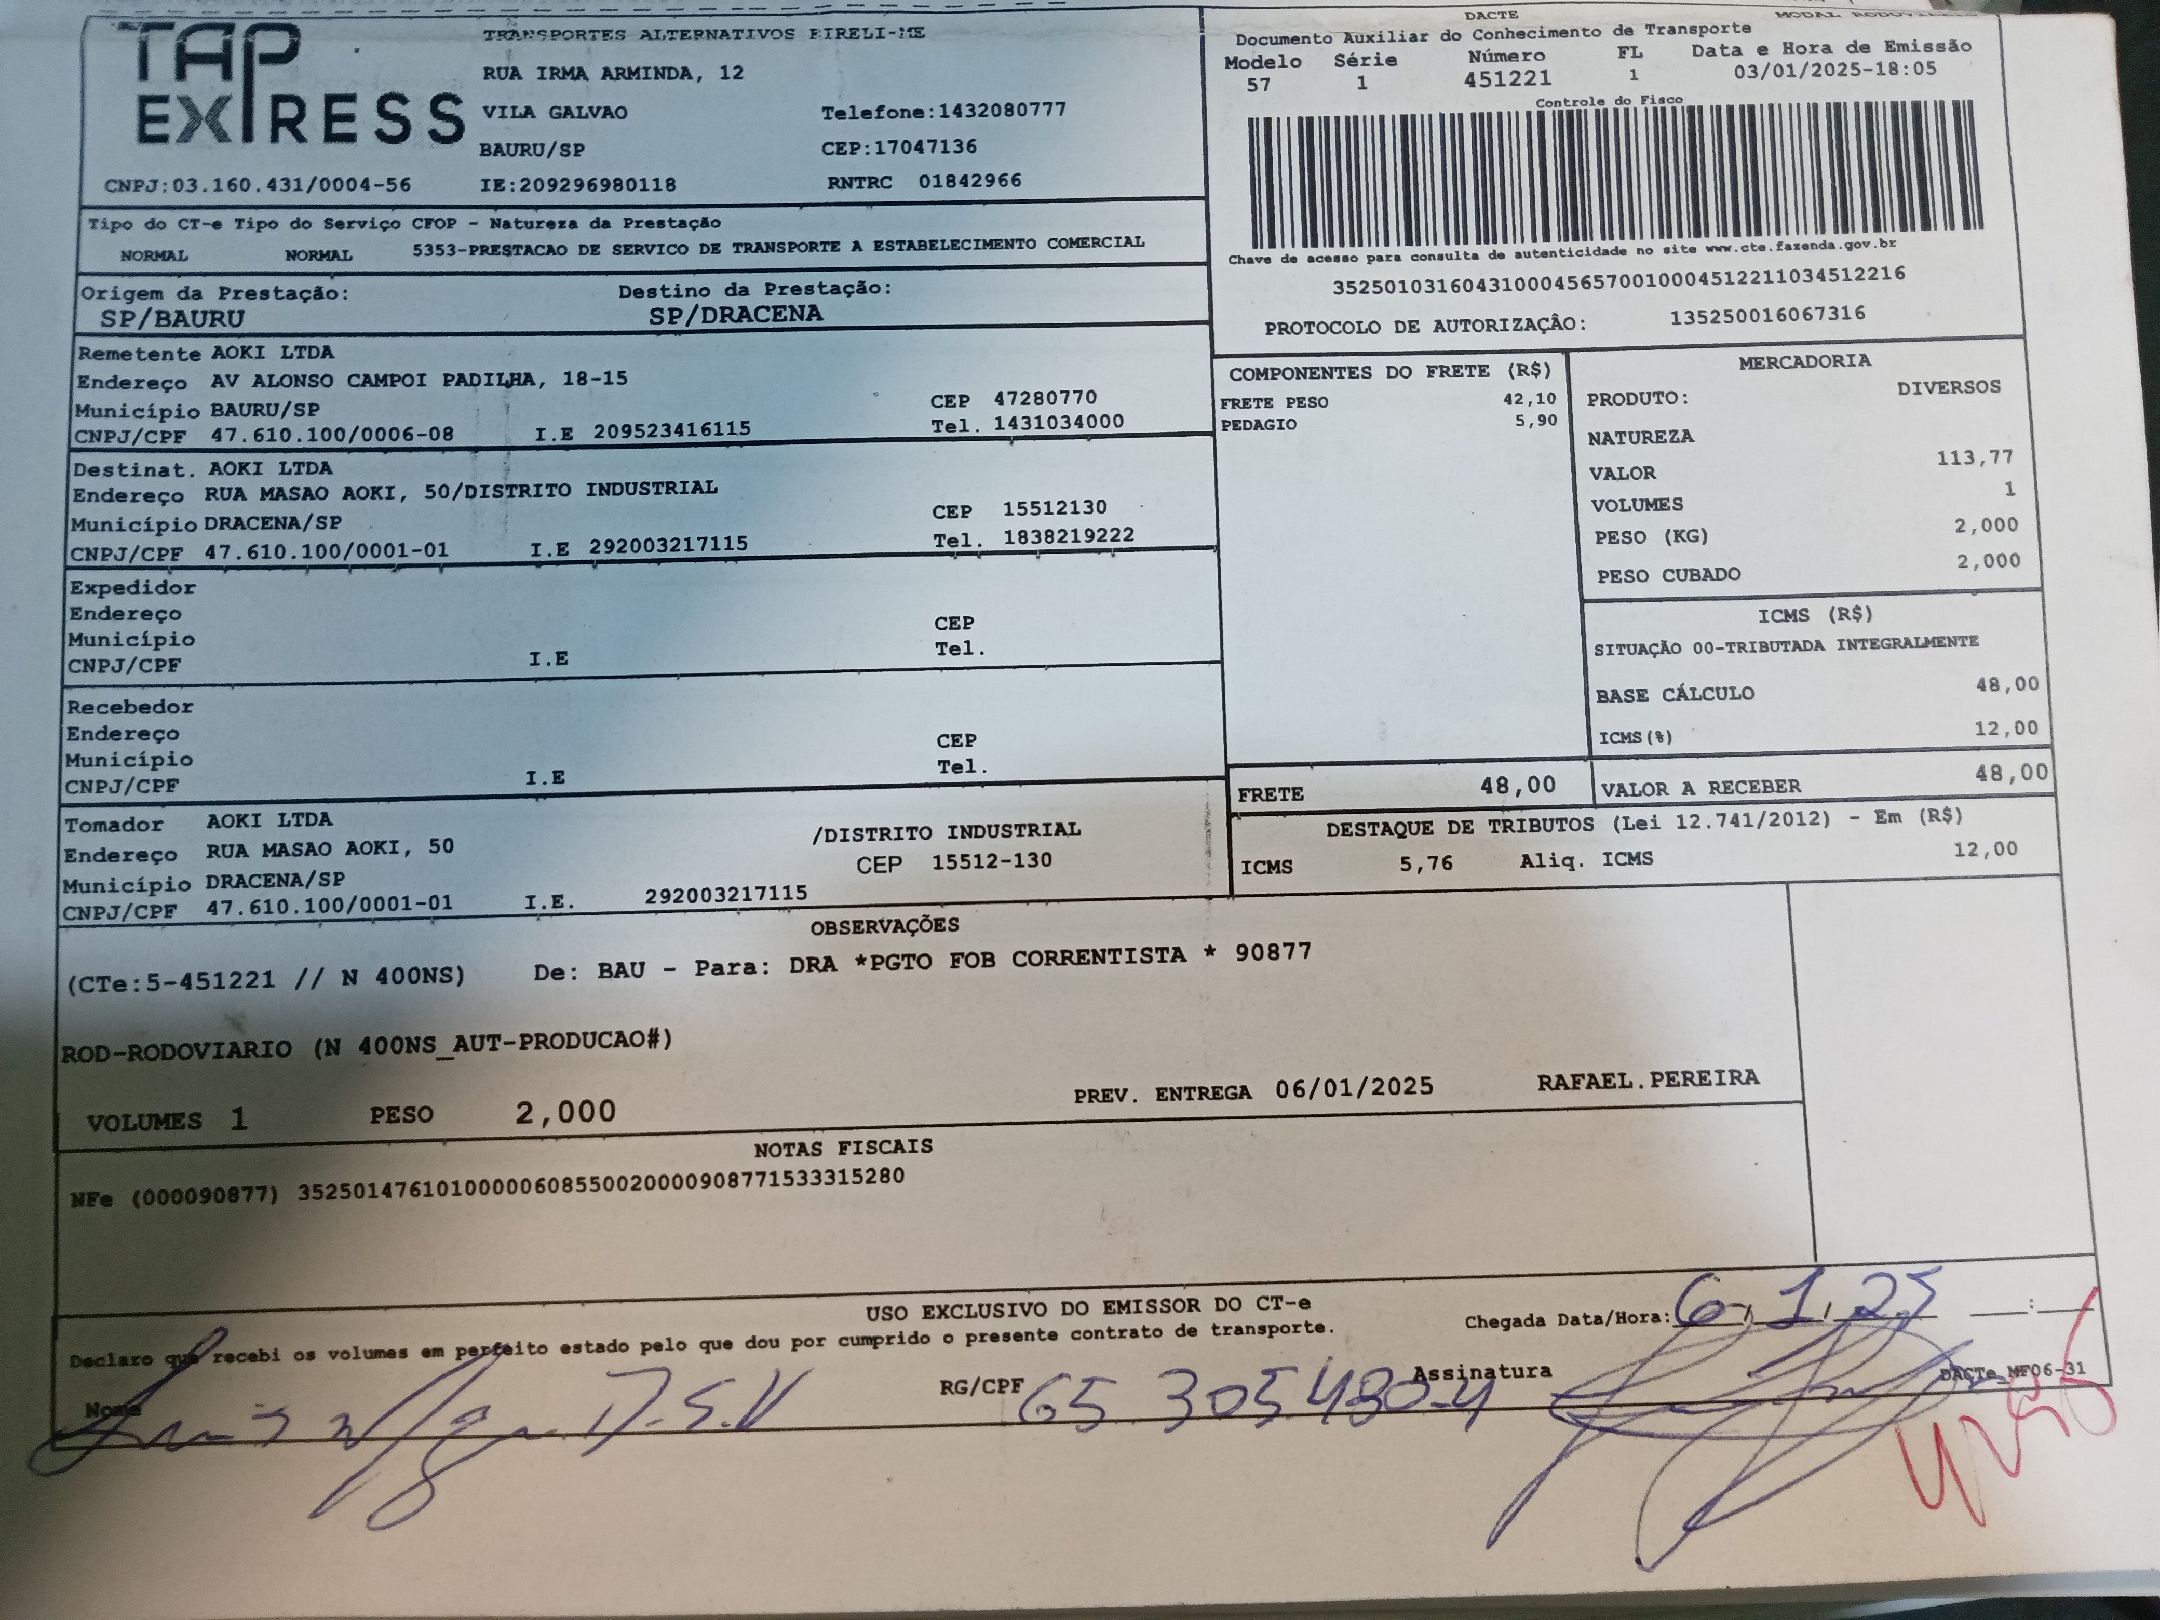 TAP EXPRESS
TRANSPORTES ALTERNATIVOS EIRELI-ME
RUA IRMA ARMINDA, 12
VILA GALVAO Telefone:1432080777
BAURU/SP CEP:17047136
CNPJ:03.160.431/0004-56 IE:209296980118 RNTRC 01842966
DACTE MODAL RODOVIARIO
Documento Auxiliar do Conhecimento de Transporte
Modelo Série Número FL Data e Hora de Emissão
57 1 451221 1 03/01/2025-18:05
Controle do Fisco
Chave de acesso para consulta de autenticidade no site www.cte.fazenda.gov.br
35250103160431000456570010004512211034512216
PROTOCOLO DE AUTORIZAÇÂO: 135250016067316
Tipo do CT-e Tipo do Serviço CFOP - Natureza da Prestação
NORMAL NORMAL 5353-PRESTACAO DE SERVICO DE TRANSPORTE A ESTABELECIMENTO COMERCIAL
Origem da Prestação: Destino da Prestação:
SP/BAURU SP/DRACENA
Remetente AOKI LTDA
Endereço AV ALONSO CAMPOI PADILHA, 18-15
Município BAURU/SP CEP 47280770
CNPJ/CPF 47.610.100/0006-08 I.E 209523416115 Tel. 1431034000
Destinat. AOKI LTDA
Endereço RUA MASAO AOKI, 50/DISTRITO INDUSTRIAL
Município DRACENA/SP CEP 15512130
CNPJ/CPF 47.610.100/0001-01 I.E 292003217115 Tel. 1838219222
Expedidor
Endereço
Município CEP
CNPJ/CPF I.E Tel.
Recebedor
Endereço
Município CEP
CNPJ/CPF I.E Tel.
Tomador AOKI LTDA
Endereço RUA MASAO AOKI, 50 /DISTRITO INDUSTRIAL
Município DRACENA/SP CEP 15512-130
CNPJ/CPF 47.610.100/0001-01 I.E. 292003217115
COMPONENTES DO FRETE (R$)
FRETE PESO 42,10
PEDAGIO 5,90
MERCADORIA
PRODUTO: DIVERSOS
NATUREZA
VALOR 113,77
VOLUMES 1
PESO (KG) 2,000
PESO CUBADO 2,000
ICMS (R$)
SITUAÇÃO 00-TRIBUTADA INTEGRALMENTE
BASE CÁLCULO 48,00
ICMS(%) 12,00
FRETE 48,00 VALOR A RECEBER 48,00
DESTAQUE DE TRIBUTOS (Lei 12.741/2012) - Em (R$)
ICMS 5,76 Aliq. ICMS 12,00
OBSERVAÇÕES
(CTe:5-451221 // N 400NS) De: BAU - Para: DRA *PGTO FOB CORRENTISTA * 90877
ROD-RODOVIARIO (N 400NS_AUT-PRODUCAO#)
VOLUMES 1 PESO 2,000 PREV. ENTREGA 06/01/2025 RAFAEL.PEREIRA
NOTAS FISCAIS
NFe (000090877) 35250147610100000608550020000908771533315280
USO EXCLUSIVO DO EMISSOR DO CT-e
Chegada Data/Hora: 6, 1, 25 :
Declaro que recebi os volumes em perfeito estado pelo que dou por cumprido o presente contrato de transporte.
Nome RG/CPF 65 305480-4 Assinatura DACTe_MF06-31